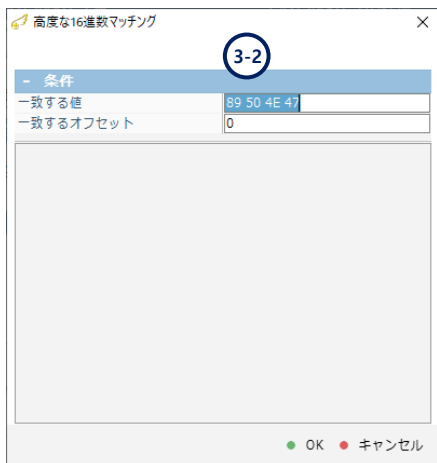 高度な16進数マッチング
3-2
- 条件
一致する値 89 50 4E 47
一致するオフセット 0
OK キャンセル